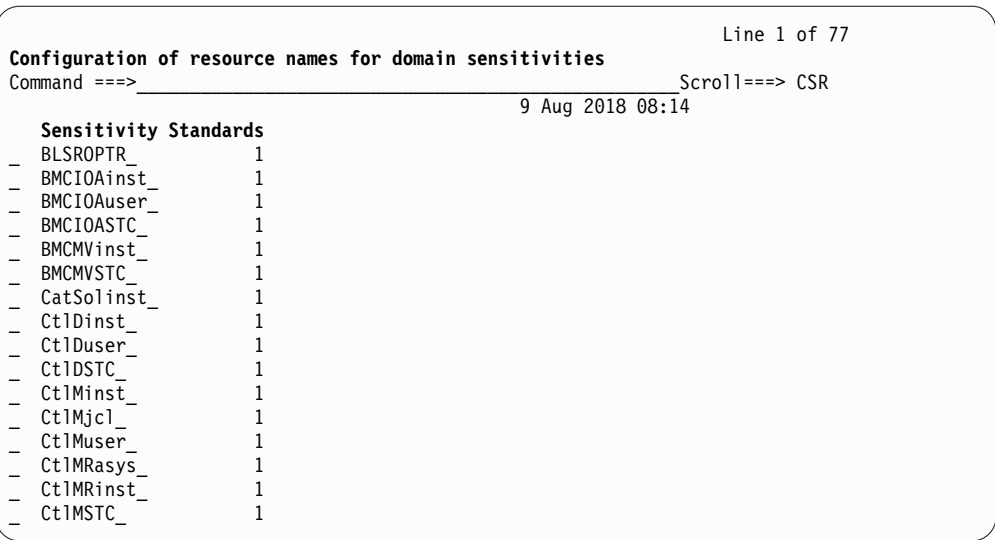 Line 1 of 77
Configuration of resource names for domain sensitivities
Command ===>___________________________________________________Scroll===> CSR
9 Aug 2018 08:14
Sensitivity Standards
_ BLSROPTR_ 1
_ BMCIOAinst_ 1
_ BMCIOAuser_ 1
_ BMCIOASTC_ 1
_ BMCMVinst_ 1
_ BMCMVSTC_ 1
_ CatSolinst_ 1
_ CtlDinst_ 1
_ CtlDuser_ 1
_ CtlDSTC_ 1
_ CtlMinst_ 1
_ CtlMjcl_ 1
_ CtlMuser_ 1
_ CtlMRasys_ 1
_ CtlMRinst_ 1
_ CtlMSTC_ 1